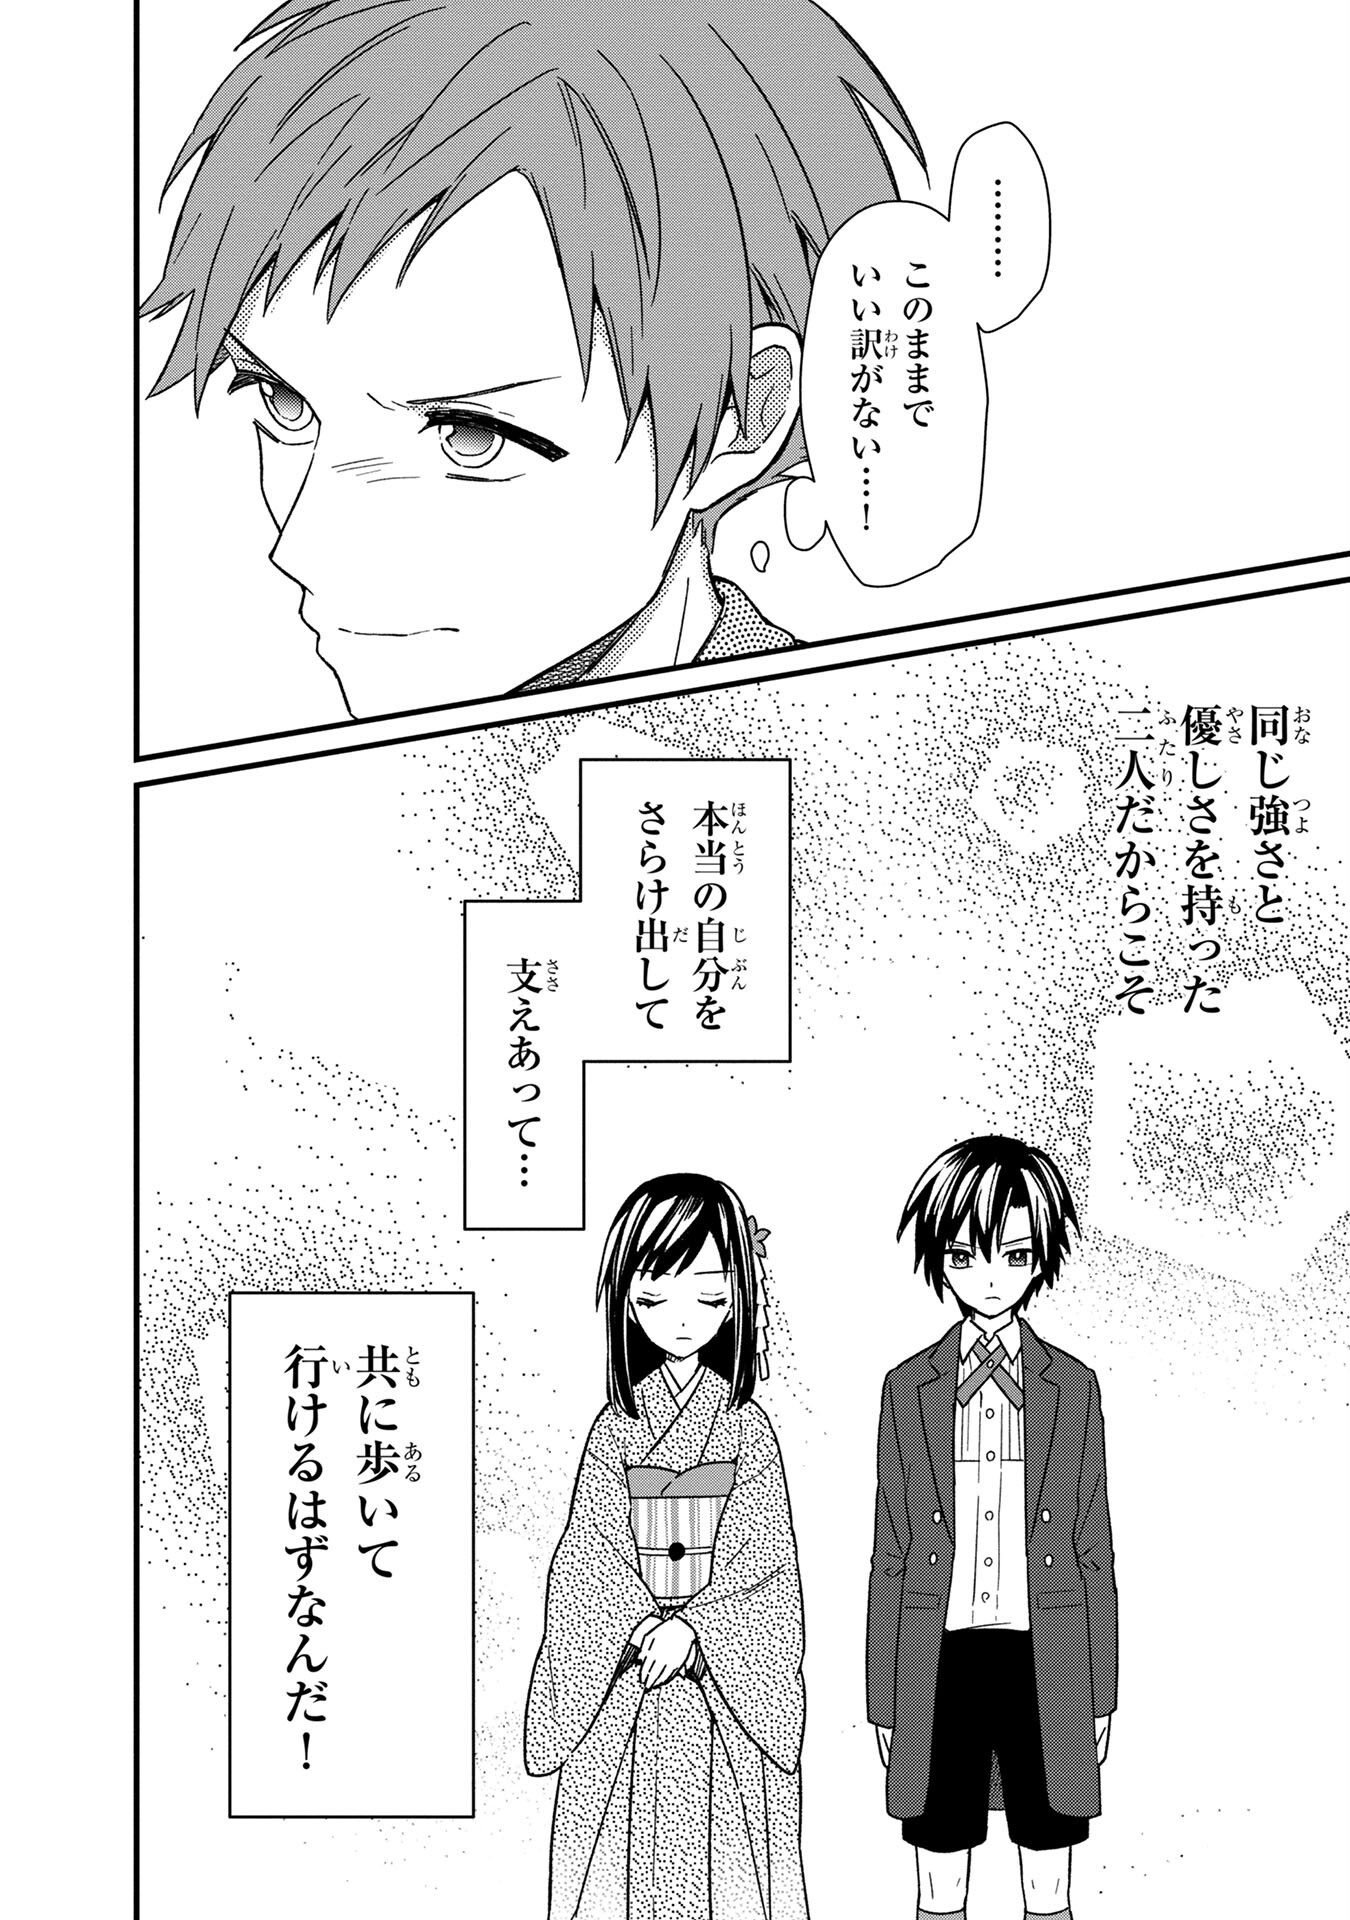 ………
このままで
いい訳がない…！
同じ強さと
優しさを持った
二人だからこそ
本当の自分を
さらけ出して
支えあって…
共に歩いて
行けるはずなんだ！